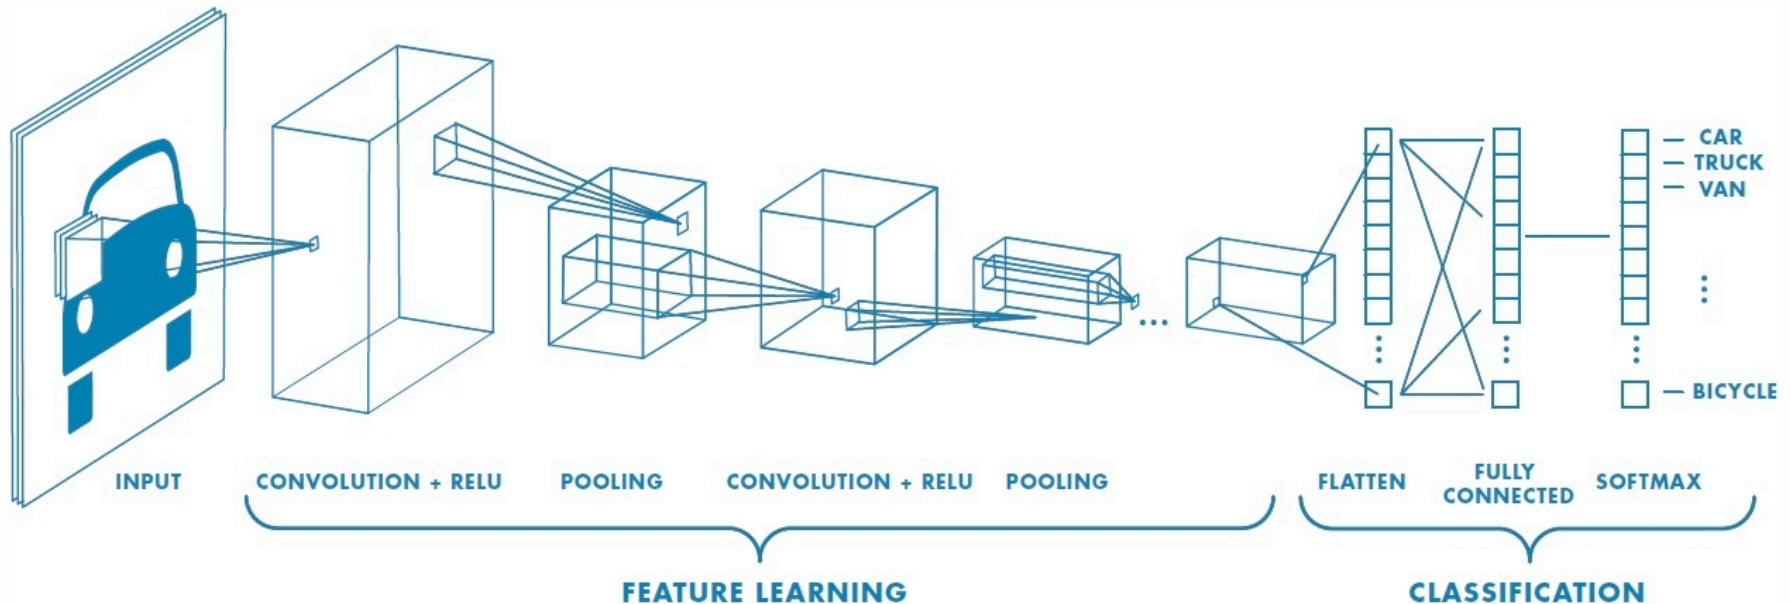 CAR
TRUCK
VAN
BICYCLE
INPUT
CONVOLUTION + RELU
POOLING
CONVOLUTION + RELU
POOLING
FLATTEN
FULLY
CONNECTED
SOFTMAX
FEATURE LEARNING
CLASSIFICATION